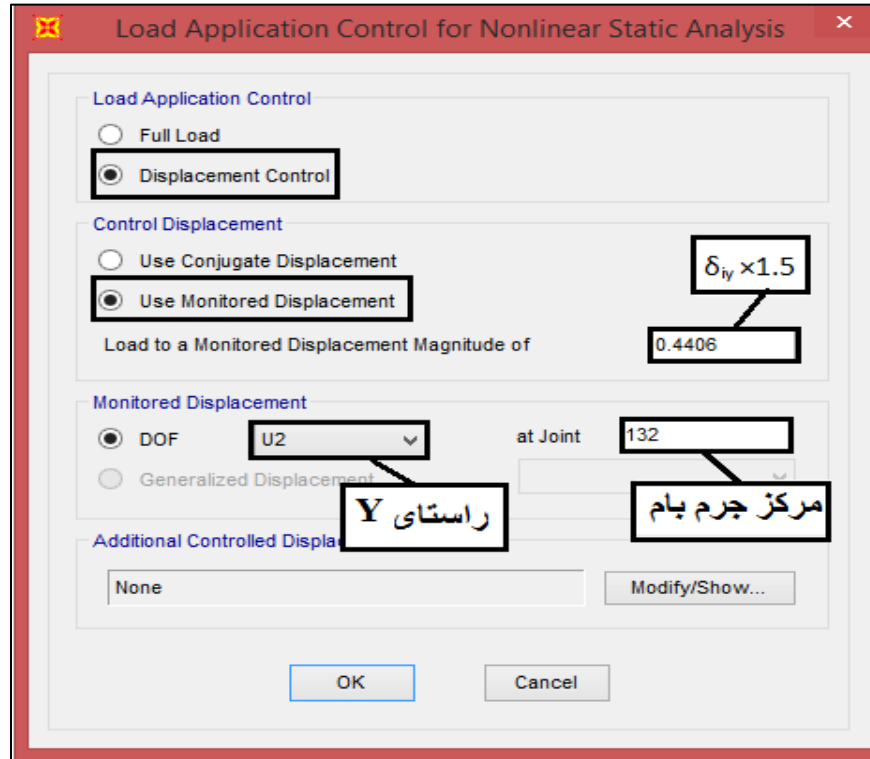 Load Application Control for Nonlinear Static Analysis
Load Application Control
Full Load
Displacement Control
Control Displacement
Use Conjugate Displacement
Use Monitored Displacement
δiy ×1.5
Load to a Monitored Displacement Magnitude of 0.4406
Monitored Displacement
DOF U2 at Joint 132
Generalized Displacement
راستای Y
مرکز جرم بام
Additional Controlled Displa
None Modify/Show...
OK Cancel